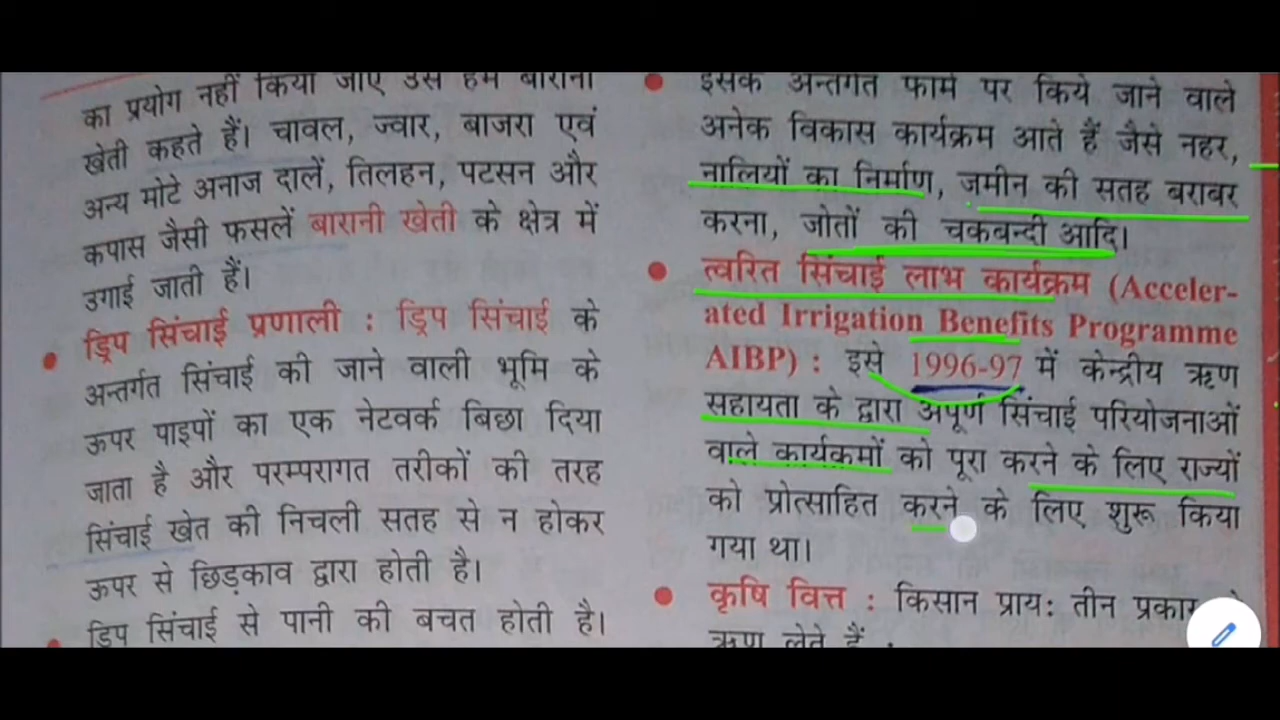 का प्रयोग नहीं किया जाए उसे हम बारानी
खेती कहते हैं। चावल, ज्वार, बाजरा एवं
अन्य मोटे अनाज दालें, तिलहन, पटसन और
कपास जैसी फसलें बारानी खेती के क्षेत्र में
उगाई जाती हैं।
ड्रिप सिंचाई प्रणाली : ड्रिप सिंचाई के
अन्तर्गत सिंचाई की जाने वाली भूमि के
ऊपर पाइपों का एक नेटवर्क बिछा दिया
जाता है और परम्परागत तरीकों की तरह
सिंचाई खेत की निचली सतह से न होकर
ऊपर से छिड़काव द्वारा होती है।
ड्रिप सिंचाई से पानी की बचत होती है।
इसके अन्तर्गत फार्म पर किये जाने वाले
अनेक विकास कार्यक्रम आते हैं जैसे नहर,
नालियों का निर्माण, ज़मीन की सतह बराबर
करना, जोतों की चकबन्दी आदि।
त्वरित सिंचाई लाभ कार्यक्रम (Acceler-
ated Irrigation Benefits Programme
AIBP) : इसे 1996-97 में केन्द्रीय ऋण
सहायता के द्वारा अपूर्ण सिंचाई परियोजनाओं
वाले कार्यकमों को पूरा करने के लिए राज्यों
को प्रोत्साहित करने के लिए शुरू किया
गया था।
कृषि वित्त : किसान प्राय: तीन प्रकार
ऋण लेते हैं :